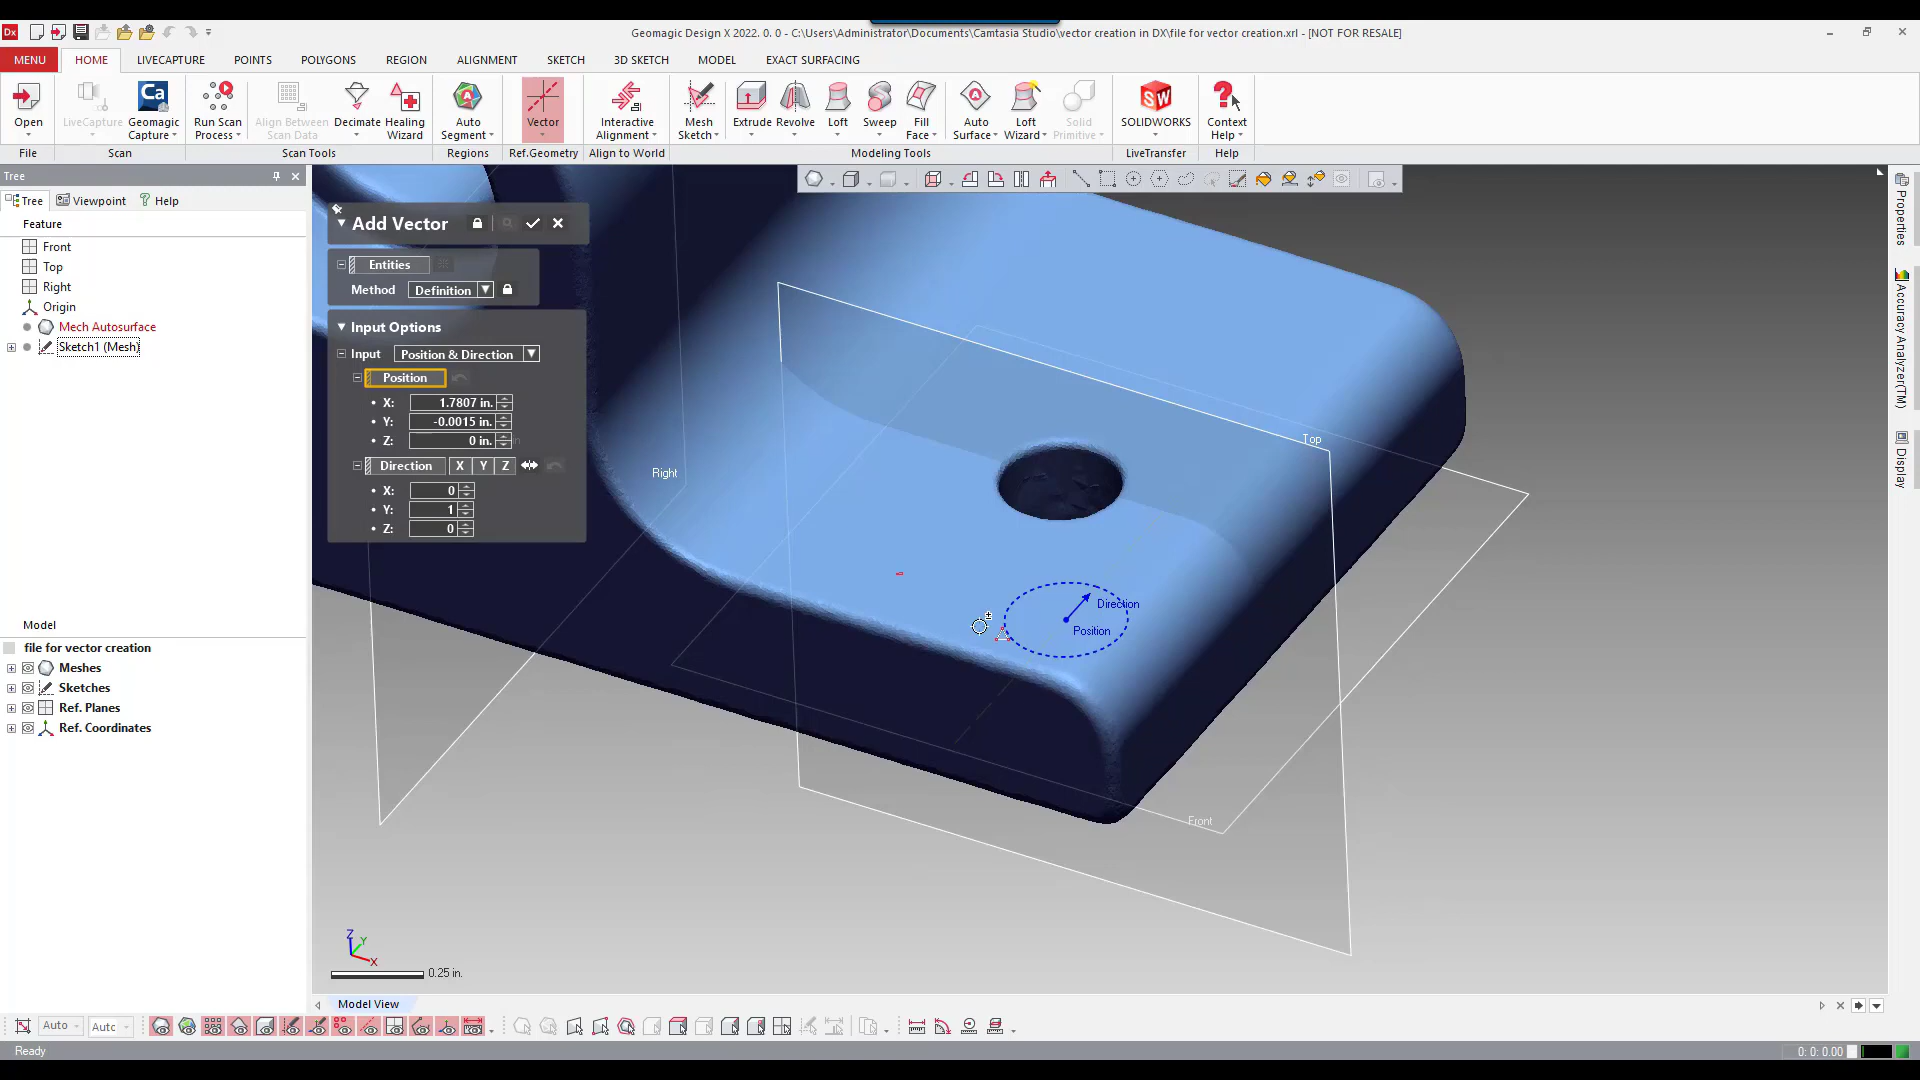 Dx
Geomagic Design X 2022. 0. 0 - C:\Users\Administrator\Documents\Camtasia Studio\vector creation in DX\file for vector creation.xrl - [NOT FOR RESALE]
MENU HOME LIVECAPTURE POINTS POLYGONS REGION ALIGNMENT SKETCH 3D SKETCH MODEL EXACT SURFACING
Open
LiveCapture
Ca
Geomagic Capture
Run Scan Process
Align Between Scan Data
Decimate
Healing Wizard
Auto Segment
Vector
Interactive Alignment
Mesh Sketch
Extrude
Revolve
Loft
Sweep
Fill Face
Auto Surface
Loft Wizard
Solid Primitive
SW
SOLIDWORKS
Context Help
File Scan Scan Tools Regions Ref.Geometry Align to World Modeling Tools LiveTransfer Help
Tree
Tree Viewpoint ? Help
Feature
Front
Top
Right
Origin
Mech Autosurface
Sketch1 (Mesh)
Model
file for vector creation
Meshes
Sketches
Ref. Planes
Ref. Coordinates
Add Vector
Entities
Method Definition
Input Options
Input Position & Direction
Position
X: 1.7807 in.
Y: -0.0015 in.
Z: 0 in.
Direction X Y Z
X: 0
Y: 1
Z: 0
Right
Top
Direction
Position
Front
Z
Y
X
0.25 in.
Properties
Accuracy Analyzer(TM)
Display
Model View
Auto
Ready
0: 0: 0.00